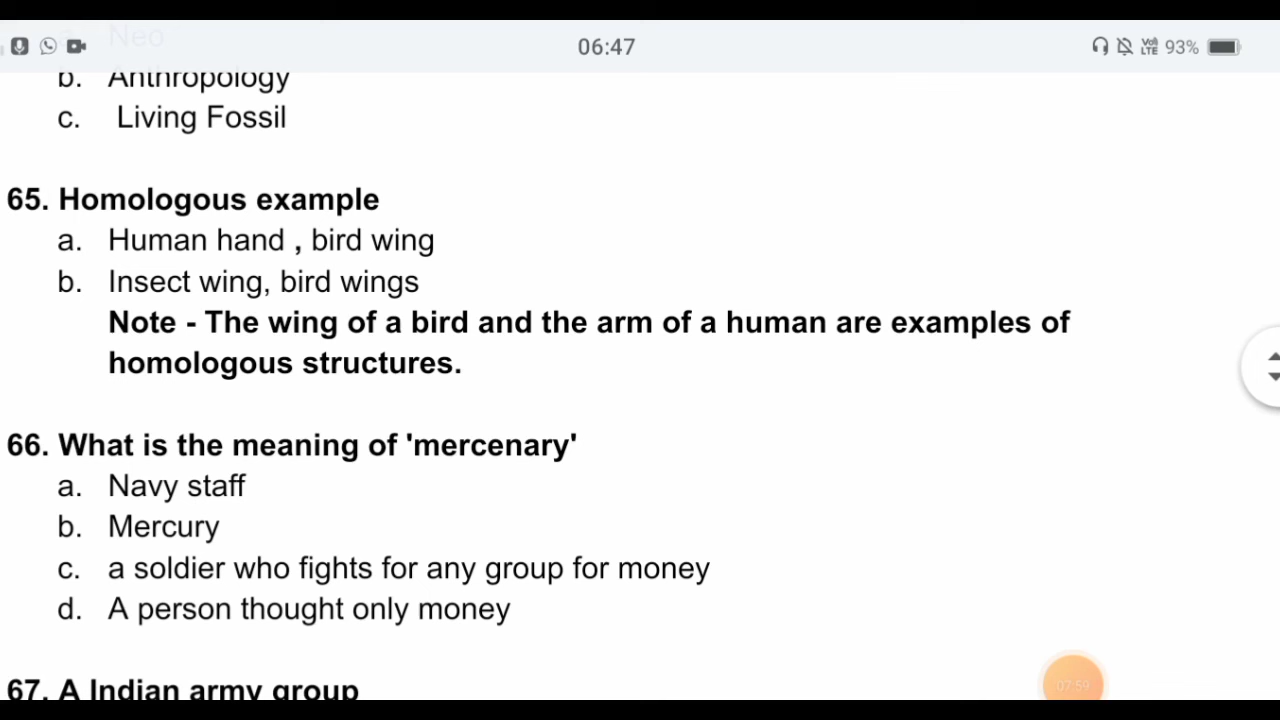 Neo
06:47
93%
b. Anthropology
c. Living Fossil
65. Homologous example
a. Human hand , bird wing
b. Insect wing, bird wings
Note - The wing of a bird and the arm of a human are examples of
homologous structures.
66. What is the meaning of 'mercenary'
a. Navy staff
b. Mercury
c. a soldier who fights for any group for money
d. A person thought only money
67. A Indian army group
07:59